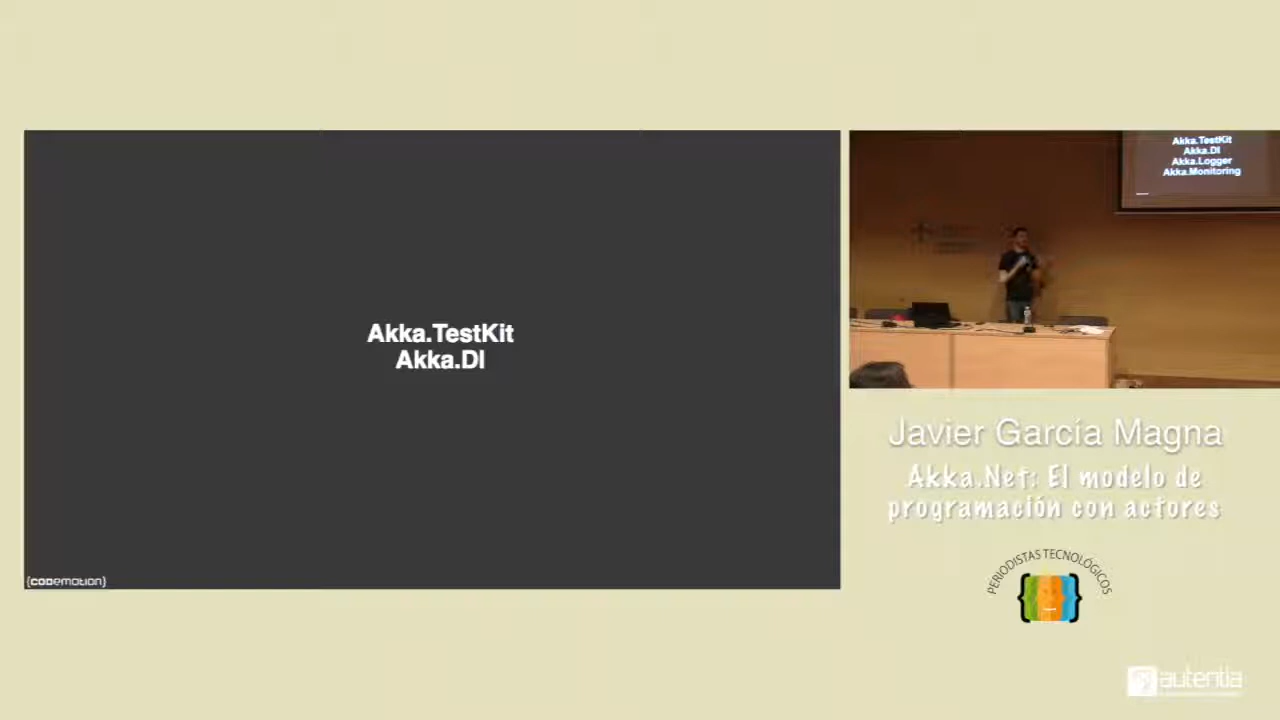 Akka.TestKit
Akka.DI
{codemotion}
Akka.TestKit
Akka.DI
Akka.Logger
Akka.Monitoring
Javier García Magna
Akka.Net: El modelo de
programación con actores
PERIODISTAS TECNOLÓGICOS
autentia